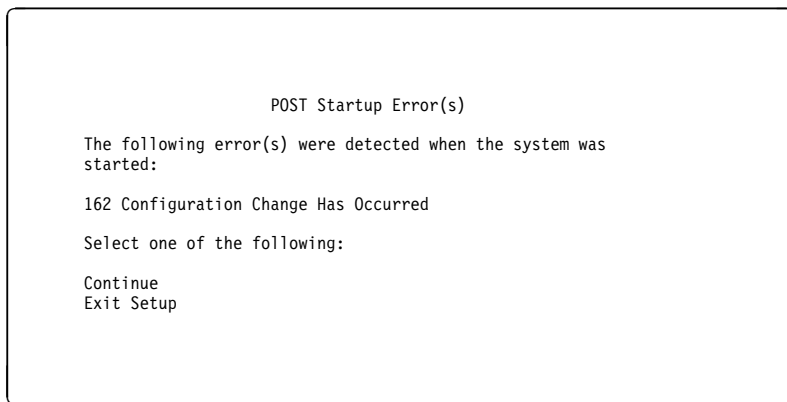 POST Startup Error(s)
The following error(s) were detected when the system was
started:
162 Configuration Change Has Occurred
Select one of the following:
Continue
Exit Setup